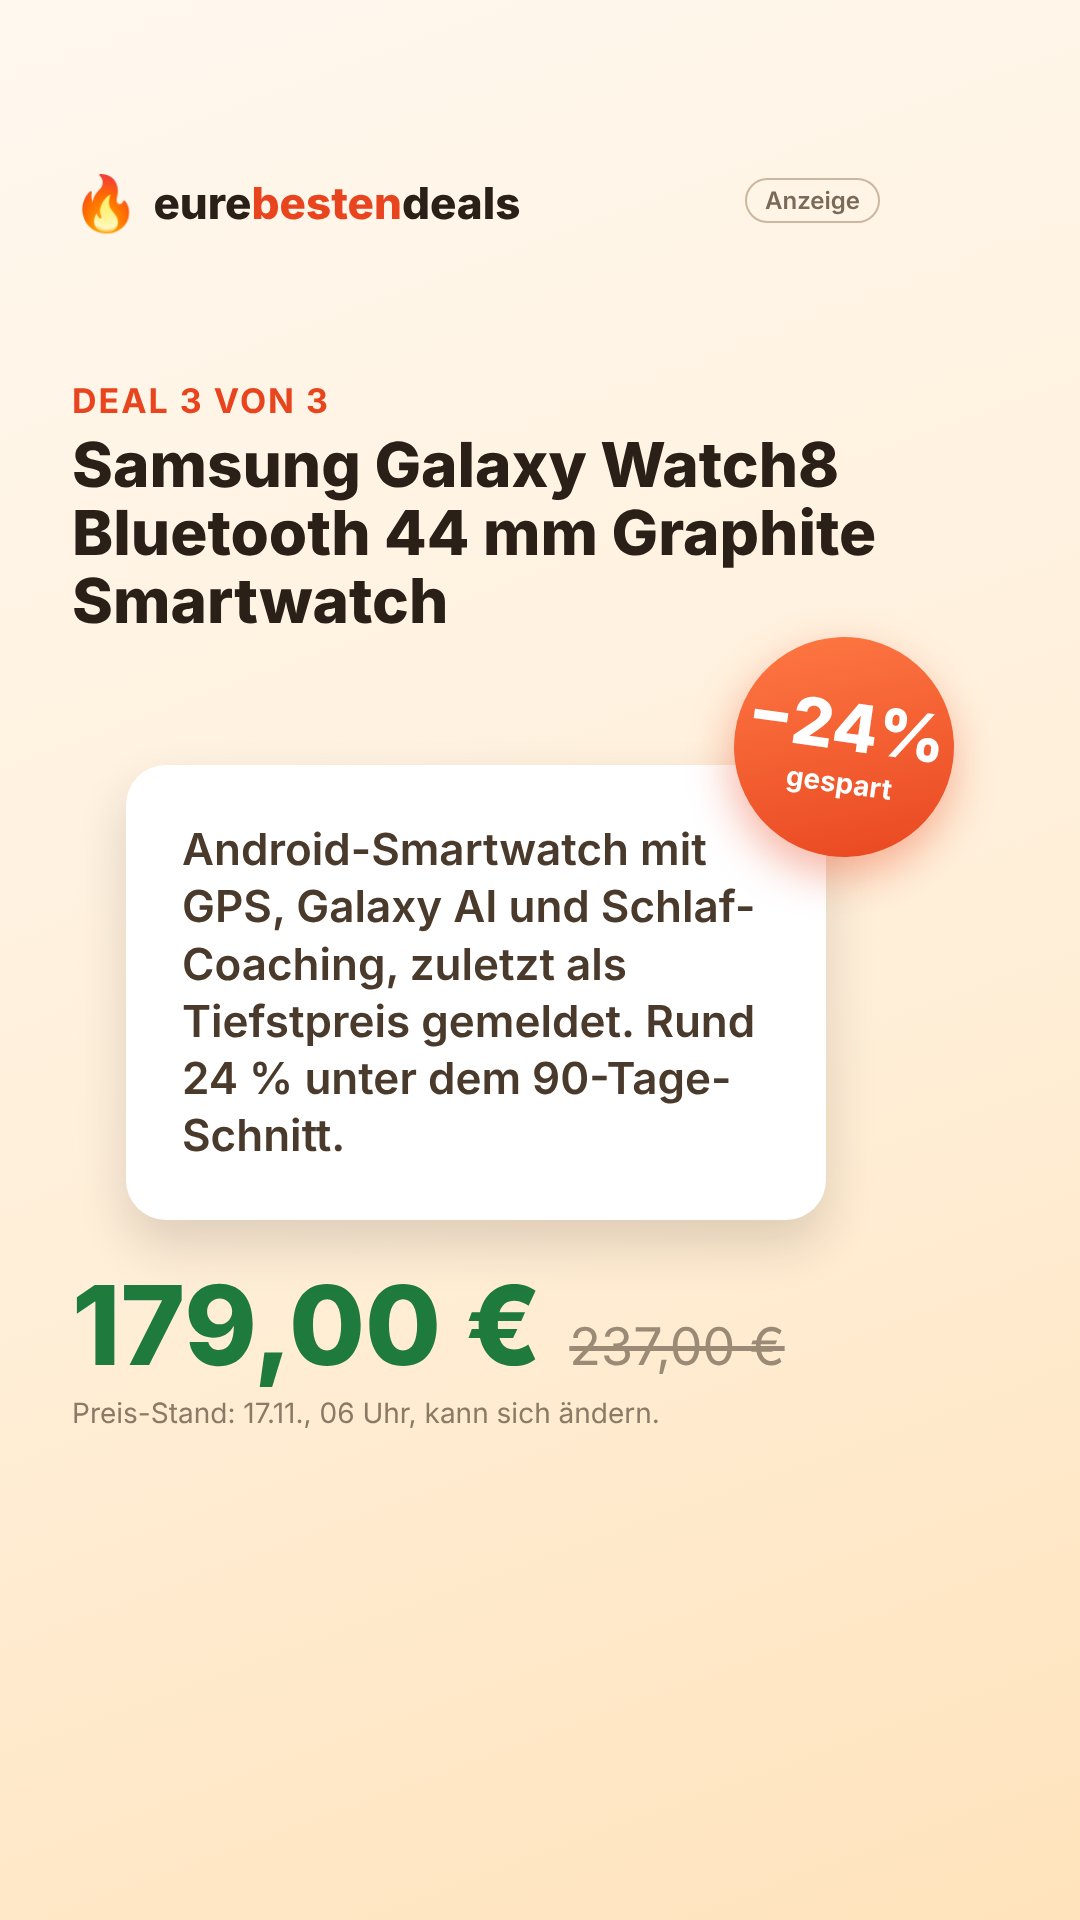 eurebestendeals
Anzeige
DEAL 3 VON 3
Samsung Galaxy Watch8
Bluetooth 44 mm Graphite
Smartwatch
−24%
gespart
Android-Smartwatch mit
GPS, Galaxy AI und Schlaf-
Coaching, zuletzt als
Tiefstpreis gemeldet. Rund
24 % unter dem 90-Tage-
Schnitt.
179,00 € 237,00 €
Preis-Stand: 17.11., 06 Uhr, kann sich ändern.